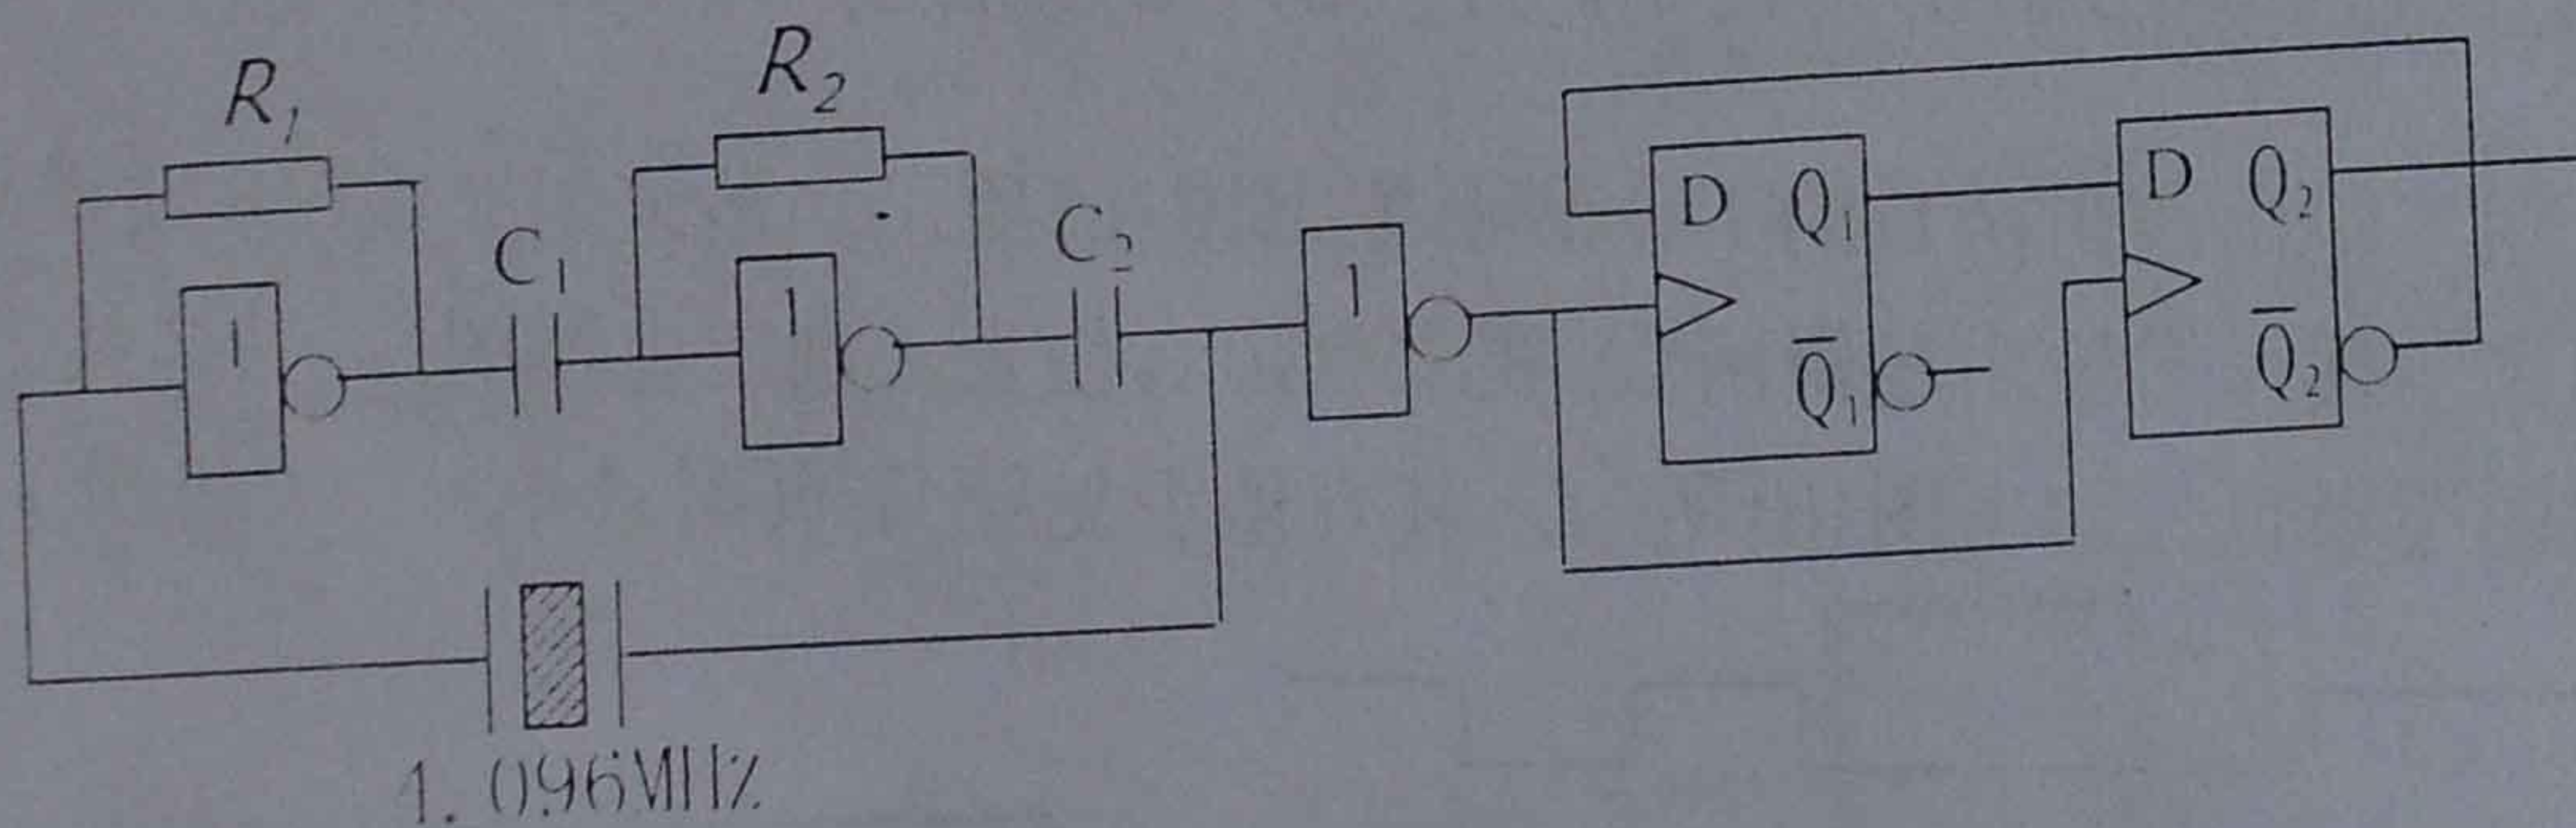 R₁
R₂
C₁
C₂
1
1
1
D Q₁
Q̅₁
D Q₂
Q̅₂
1.096MHz